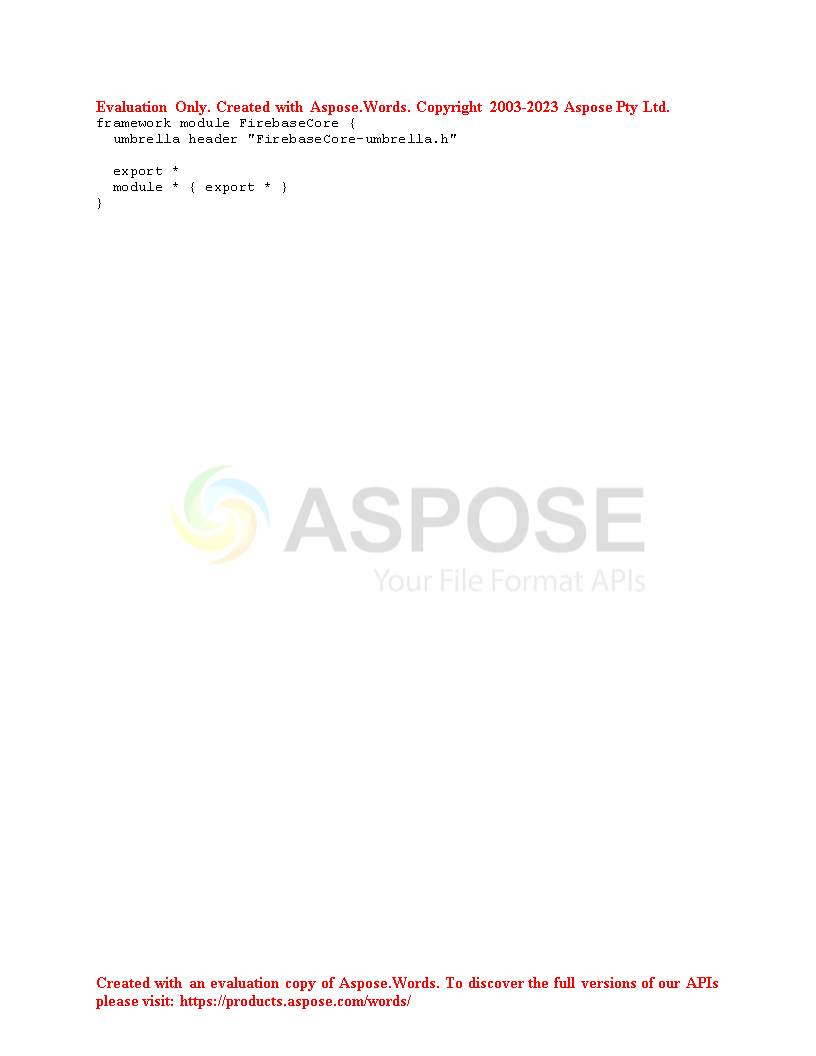 Evaluation Only. Created with Aspose.Words. Copyright 2003-2023 Aspose Pty Ltd.
framework module FirebaseCore {
  umbrella header "FirebaseCore-umbrella.h"

  export *
  module * { export * }
}
ASPOSE
Your File Format APIs
Created with an evaluation copy of Aspose.Words. To discover the full versions of our APIs
please visit: https://products.aspose.com/words/